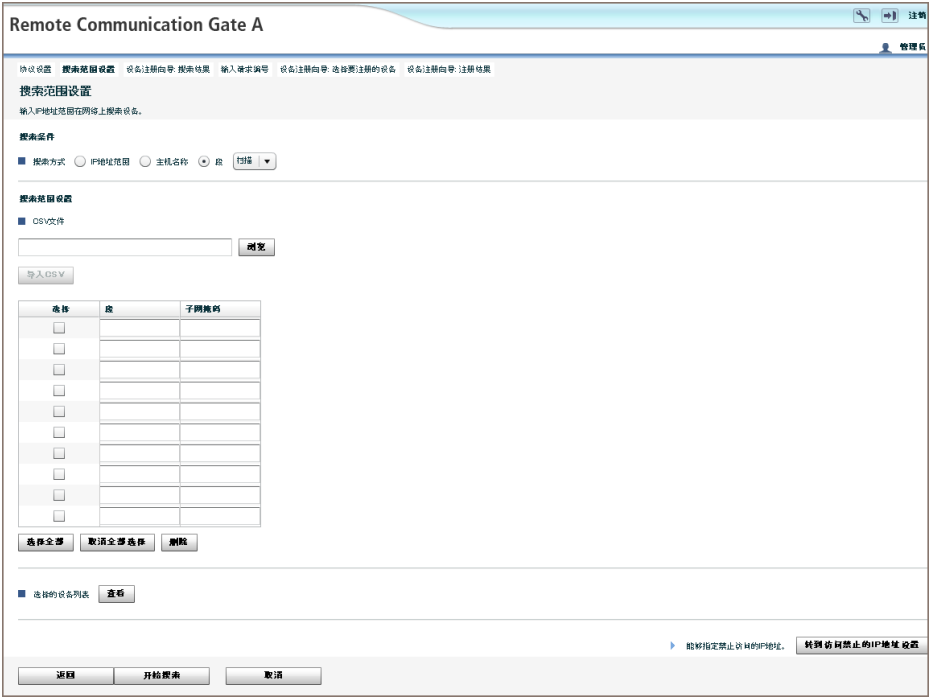 Remote Communication Gate A
注销
管理员
协议设置 搜索范围设置 设备注册向导: 搜索结果 输入请求编号 设备注册向导: 选择要注册的设备 设备注册向导: 注册结果
搜索范围设置
输入IP地址范围在网络上搜索设备。
搜索条件
搜索方式 IP地址范围 主机名称 段 扫描
搜索范围设置
CSV文件
浏览
导入CSV
选择 段 子网掩码
选择全部 取消全部选择 删除
选择的设备列表 查看
能够指定禁止访问的IP地址。 转到访问禁止的IP地址设置
返回 开始搜索 取消